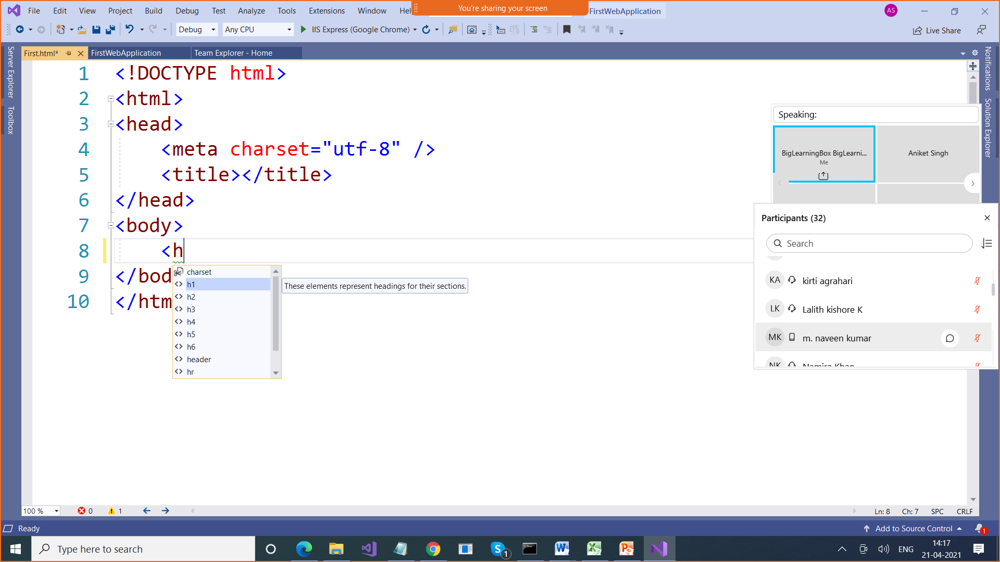 File Edit View Project Build Debug Test Analyze Tools Extensions Window Hel
You're sharing your screen
FirstWebApplication
AS
Debug Any CPU IIS Express (Google Chrome) Live Share
Server Explorer
Toolbox
First.html* FirstWebApplication Team Explorer - Home
Notifications
Solution Explorer
1 <!DOCTYPE html>
2 <html>
3 <head>
4 <meta charset="utf-8" />
5 <title></title>
6 </head>
7 <body>
8 <h
9 </bod
10 </htm
charset
h1
h2
h3
h4
h5
h6
header
hr
These elements represent headings for their sections.
Speaking:
BigLearningBox BigLearni...
Me
Aniket Singh
Participants (32)
Search
KA kirti agrahari
LK Lalith kishore K
MK m. naveen kumar
NK Namira Khan
100 % 0 1 Ln: 8 Ch: 7 SPC CRLF
Ready Add to Source Control 1
Type here to search
1
ENG
14:17
21-04-2021